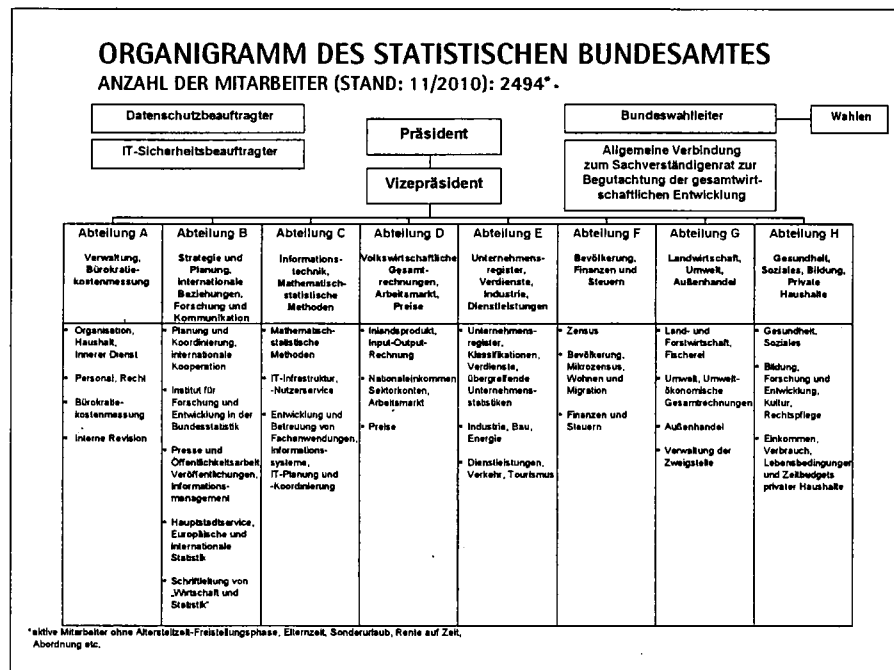 ORGANIGRAMM DES STATISTISCHEN BUNDESAMTES
ANZAHL DER MITARBEITER (STAND: 11/2010): 2494*
Datenschutzbeauftragter
IT-Sicherheitsbeauftragter
Präsident
Vizepräsident
Bundeswahlleiter
Wahlen
Allgemeine Verbindung
zum Sachverständigenrat zur
Begutachtung der gesamtwirt-
schaftlichen Entwicklung
Abteilung A
Verwaltung,
Bürokratie-
kostenmessung
• Organisation,
Haushalt,
Innerer Dienst
• Personal, Recht
• Bürokratie-
kostenmessung
• Interne Revision
Abteilung B
Strategie und
Planung,
Internationale
Beziehungen,
Forschung und
Kommunikation
• Planung und
Koordinierung,
internationale
Kooperation
• Institut für
Forschung und
Entwicklung in der
Bundesstatistik
• Presse und
Öffentlichkeitsarbeit,
Veröffentlichungen,
Informations-
management
• Hauptstadtservice,
Europäische und
Internationale
Statistik
• Schriftleitung von
„Wirtschaft und
Statistik“
Abteilung C
Informations-
technik,
Mathematisch-
statistische
Methoden
• Mathematisch-
statistische
Methoden
• IT-Infrastruktur,
-Nutzerservice
• Entwicklung und
Betreuung von
Fachanwendungen,
Informations-
systeme,
IT-Planung und
-Koordinierung
Abteilung D
Volkswirtschaftliche
Gesamt-
rechnungen,
Arbeitsmarkt,
Preise
• Inlandsprodukt,
Input-Output-
Rechnung
• Nationaleinkommen,
Sektorkonten,
Arbeitsmarkt
• Preise
Abteilung E
Unternehmens-
register,
Verdienste,
Industrie,
Dienstleistungen
• Unternehmens-
register,
Klassifikationen,
Verdienste,
übergreifende
Unternehmens-
statistiken
• Industrie, Bau,
Energie
• Dienstleistungen,
Verkehr, Tourismus
Abteilung F
Bevölkerung,
Finanzen und
Steuern
• Zensus
• Bevölkerung,
Mikrozensus,
Wohnen und
Migration
• Finanzen und
Steuern
Abteilung G
Landwirtschaft,
Umwelt,
Außenhandel
• Land- und
Forstwirtschaft,
Fischerei
• Umwelt, Umwelt-
ökonomische
Gesamtrechnungen
• Außenhandel
• Verwaltung der
Zweigstelle
Abteilung H
Gesundheit,
Soziales, Bildung,
Private
Haushalte
• Gesundheit,
Soziales
• Bildung,
Forschung und
Entwicklung,
Kultur,
Rechtspflege
• Einkommen,
Verbrauch,
Lebensbedingungen
und Zeitbudgets
privater Haushalte
*aktive Mitarbeiter ohne Altersteilzeit-Freistellungsphase, Elternzeit, Sonderurlaub, Rente auf Zeit,
Abordnung etc.